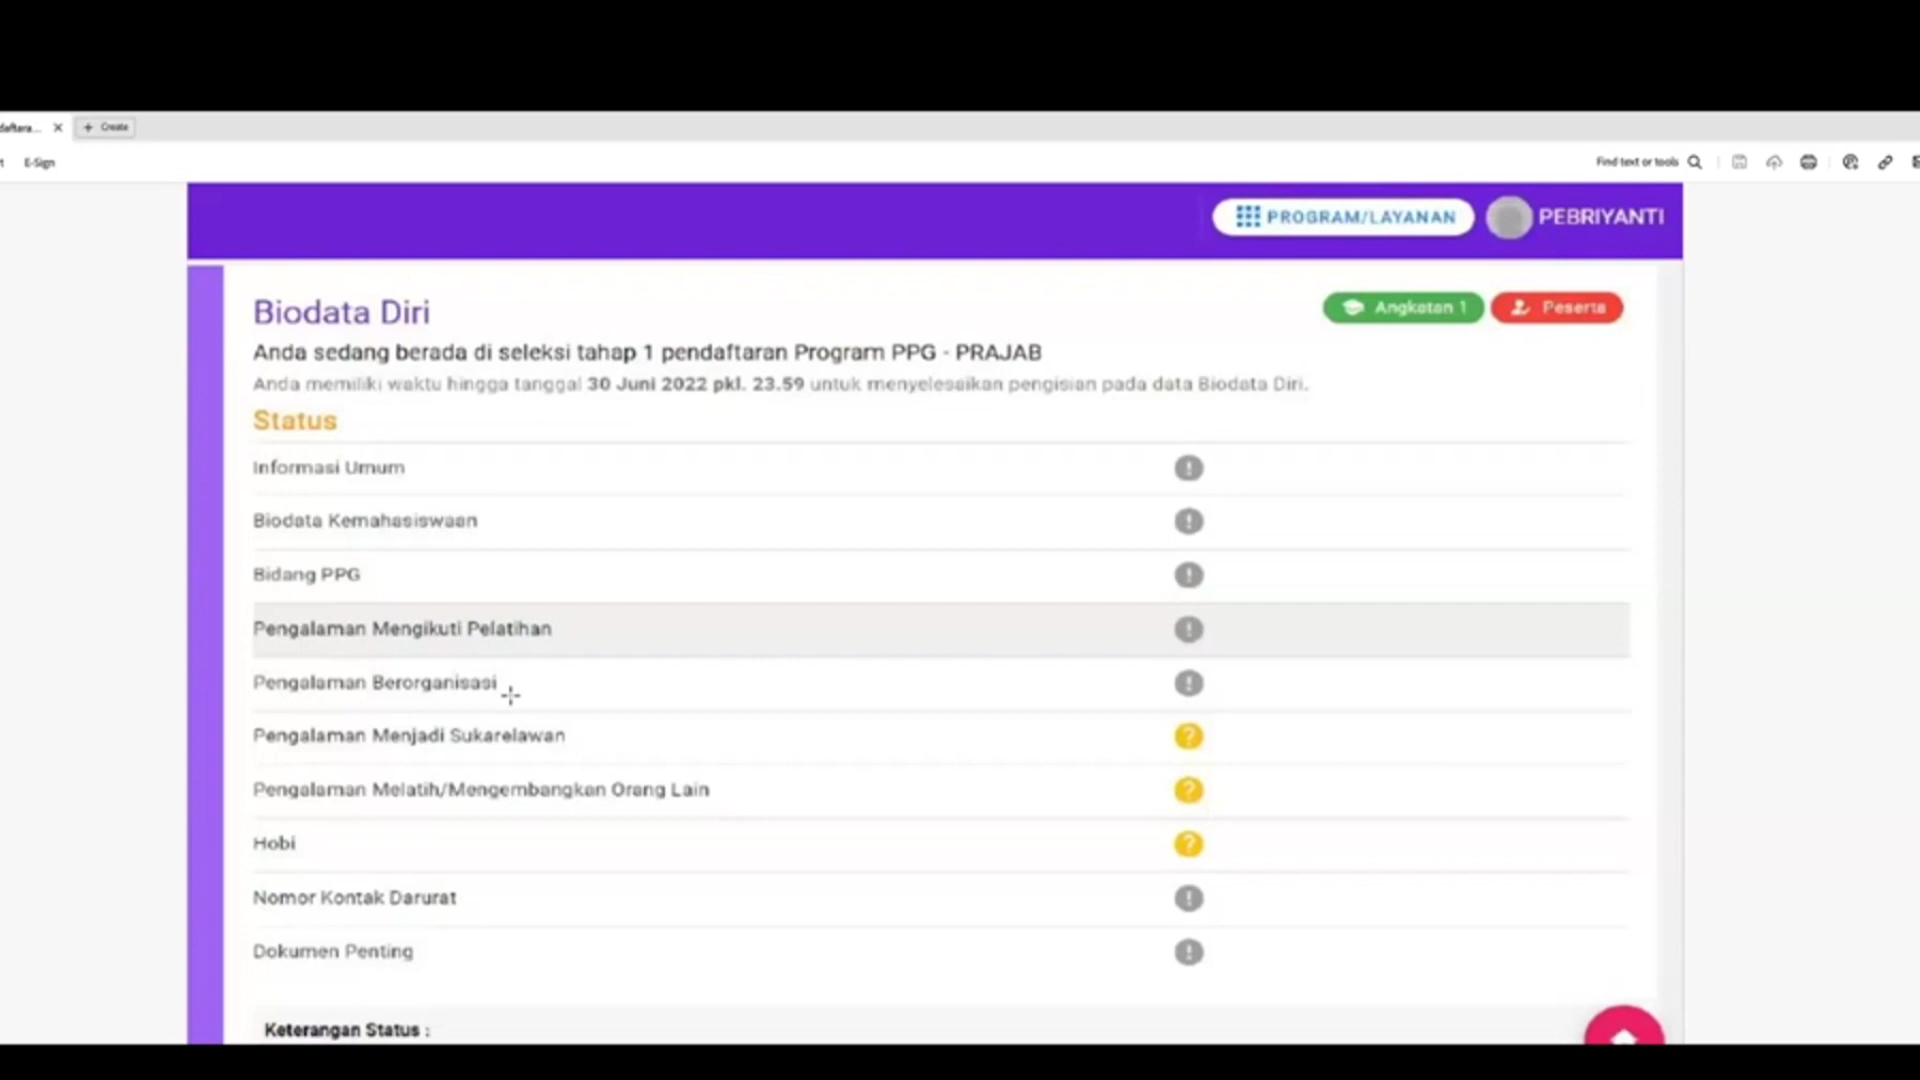 daftara...
Create
E-Sign
Find text or tools
PROGRAM/LAYANAN
PEBRIYANTI
Biodata Diri
Angkatan 1
Peserta
Anda sedang berada di seleksi tahap 1 pendaftaran Program PPG - PRAJAB
Anda memiliki waktu hingga tanggal 30 Juni 2022 pkl. 23.59 untuk menyelesaikan pengisian pada data Biodata Diri.
Status
Informasi Umum
Biodata Kemahasiswaan
Bidang PPG
Pengalaman Mengikuti Pelatihan
Pengalaman Berorganisasi
Pengalaman Menjadi Sukarelawan
Pengalaman Melatih/Mengembangkan Orang Lain
Hobi
Nomor Kontak Darurat
Dokumen Penting
Keterangan Status :